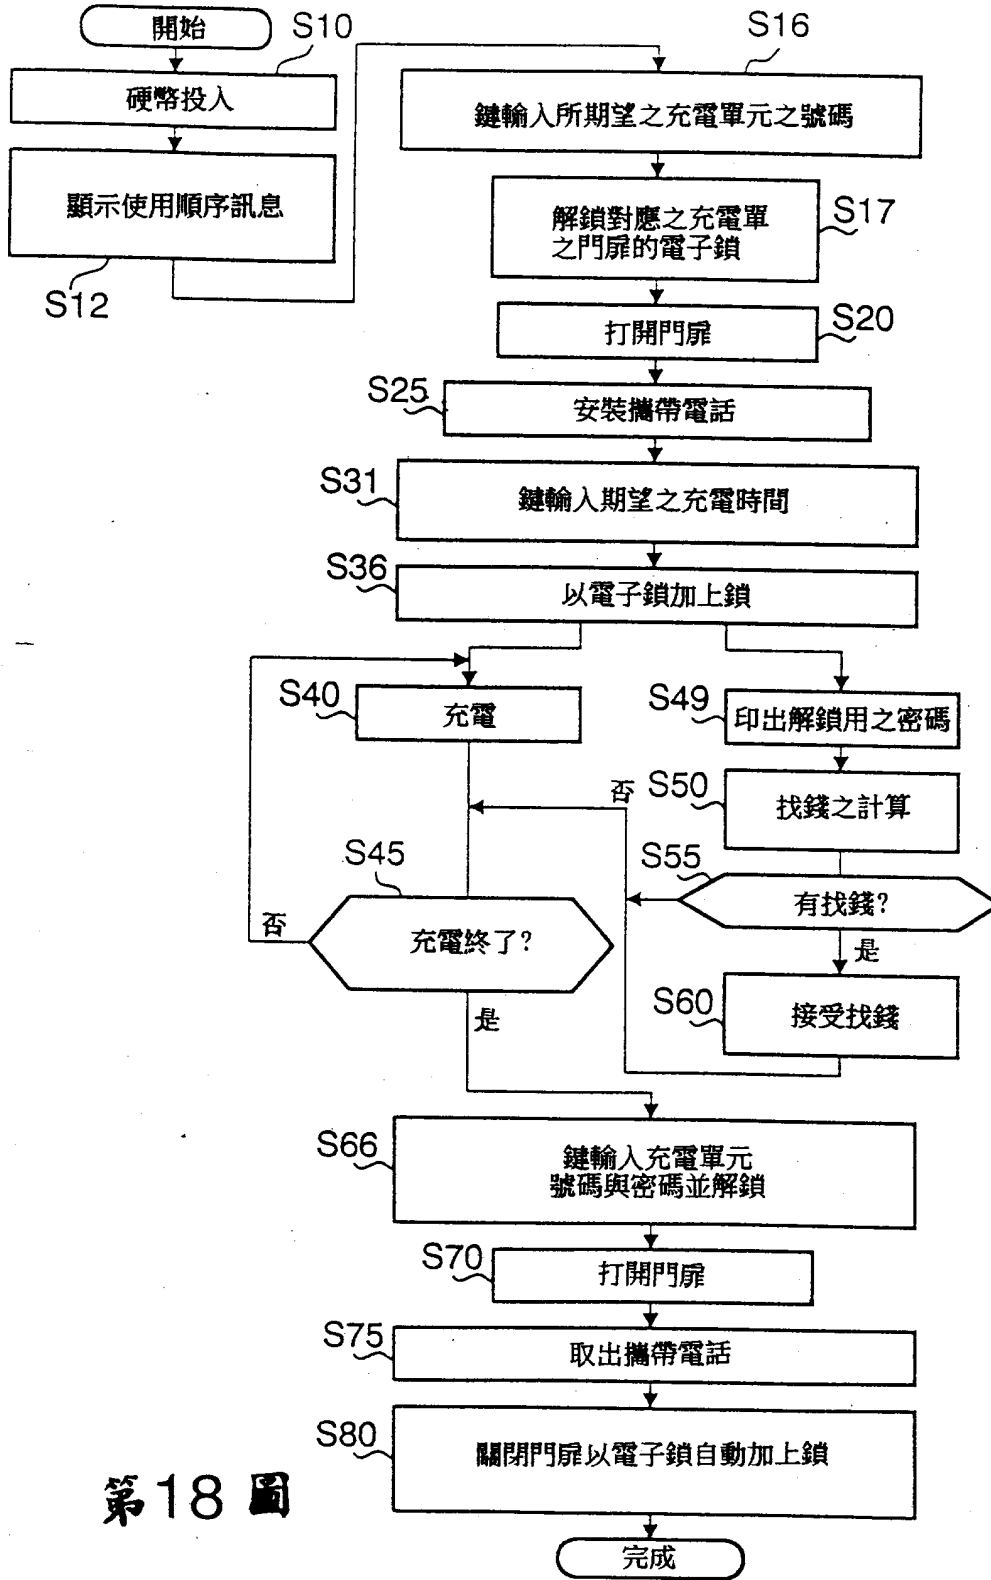 開始
S10
硬幣投入
顯示使用順序訊息
S12
S16
鍵輸入所期望之充電單元之號碼
S17
解鎖對應之充電單
之門扉的電子鎖
S20
打開門扉
S25
安裝攜帶電話
S31
鍵輸入期望之充電時間
S36
以電子鎖加上鎖
S40
充電
S49
印出解鎖用之密碼
S50
找錢之計算
S55
有找錢?
否
是
S60
接受找錢
S45
充電終了?
否
是
S66
鍵輸入充電單元
號碼與密碼並解鎖
S70
打開門扉
S75
取出攜帶電話
S80
關閉門扉以電子鎖自動加上鎖
完成
第18圖